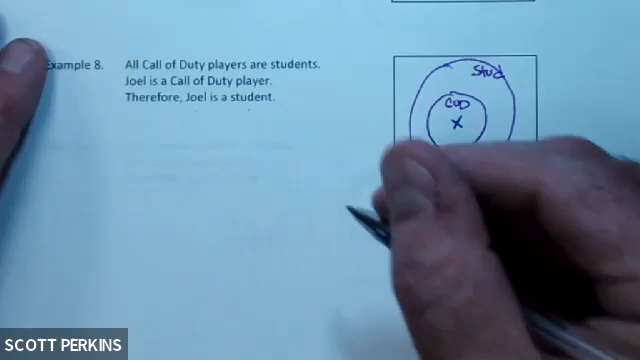 Example 8. All Call of Duty players are students.
Joel is a Call of Duty player.
Therefore, Joel is a student.
Stud
COD
X
SCOTT PERKINS